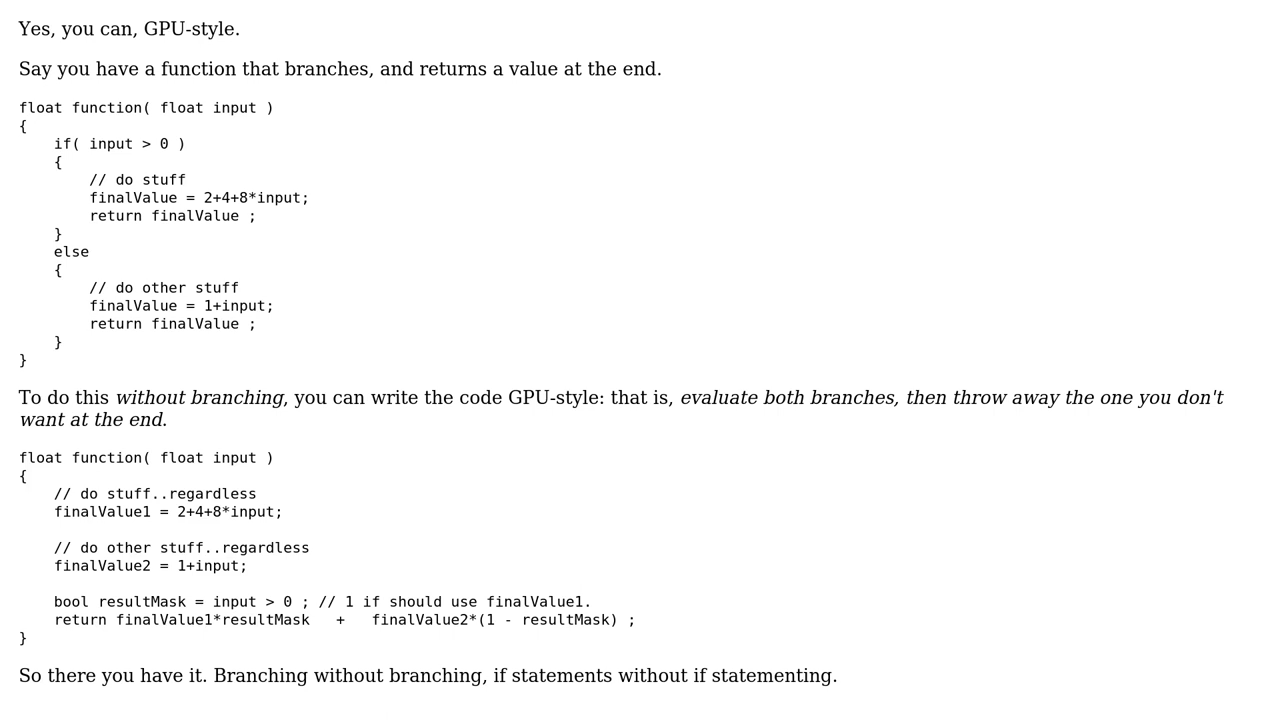 Yes, you can, GPU-style.
Say you have a function that branches, and returns a value at the end.
float function( float input )
{
    if( input > 0 )
    {
        // do stuff
        finalValue = 2+4+8*input;
        return finalValue ;
    }
    else
    {
        // do other stuff
        finalValue = 1+input;
        return finalValue ;
    }
}
To do this without branching, you can write the code GPU-style: that is, evaluate both branches, then throw away the one you don't
want at the end.
float function( float input )
{
    // do stuff..regardless
    finalValue1 = 2+4+8*input;
    // do other stuff..regardless
    finalValue2 = 1+input;
    bool resultMask = input > 0 ; // 1 if should use finalValue1.
    return finalValue1*resultMask   +   finalValue2*(1 - resultMask) ;
}
So there you have it. Branching without branching, if statements without if statementing.